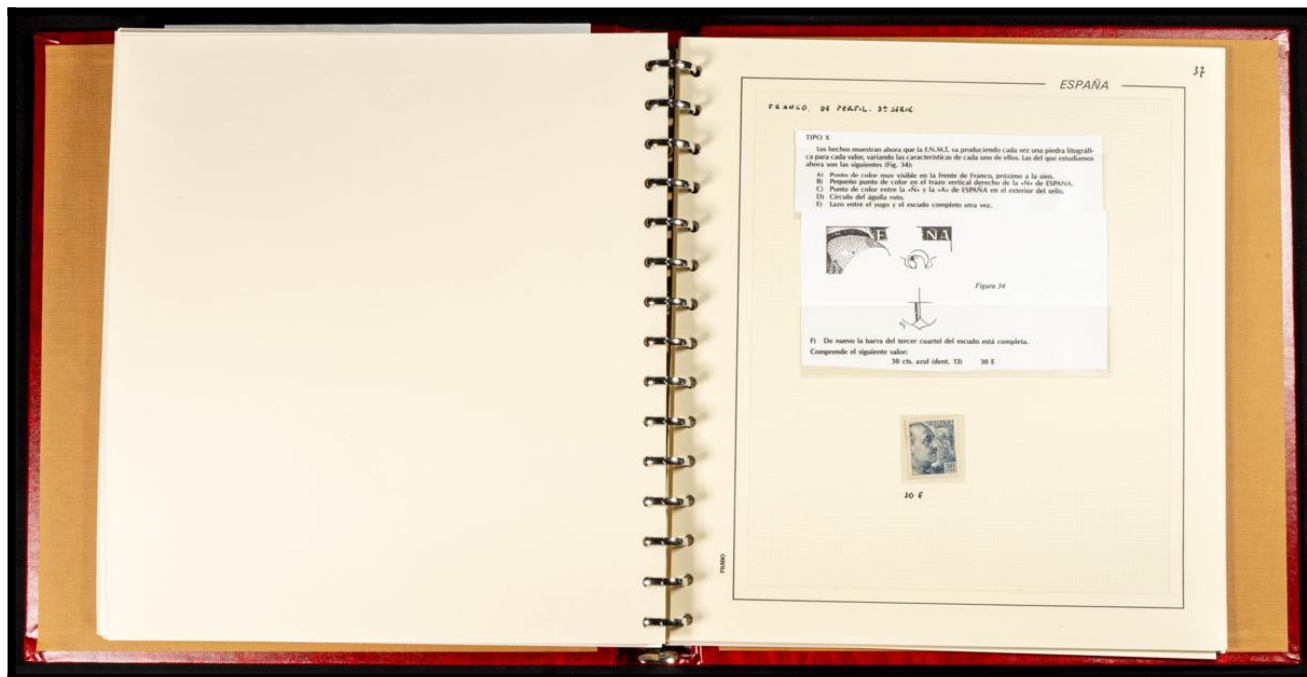 37
ESPAÑA
FRANCO. DE PERFIL. 3ª SERIE
TIPO X
Los hechos muestran ahora que la F.N.M.T. va produciendo cada vez una piedra litográfi-
ca para cada valor, variando las características de cada uno de ellos. Las del que estudiamos
ahora son las siguientes (Fig. 34):
A) Punto de color muy visible en la frente de Franco, próximo a la sien.
B) Pequeño punto de color en el trazo vertical derecho de la «N» de ESPAÑA.
C) Punto de color entre la «Ñ» y la «A» de ESPAÑA en el exterior del sello.
D) Círculo del águila roto.
E) Lazo entre el yugo y el escudo completo otra vez.
E
NA
Figura 34
F) De nuevo la barra del tercer cuartel del escudo está completa.
Comprende el siguiente valor:
30 cts. azul (dent. 13) 30 E
30 E
FILABO